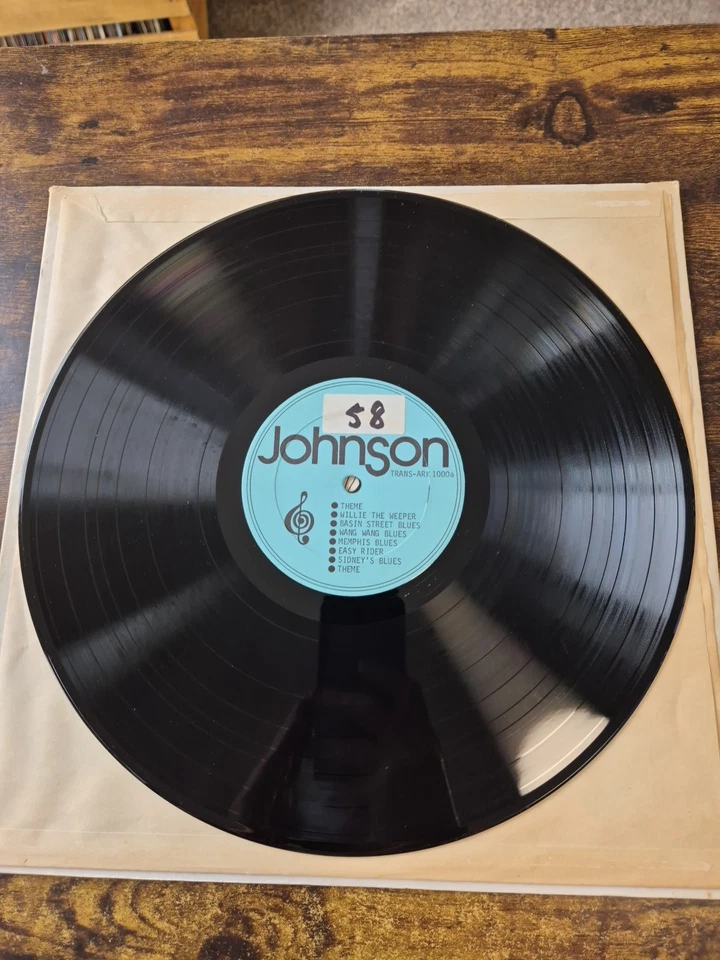 58
Johnson
TRANS-ARK 1000a
THEME
WILLIE THE WEEPER
BASIN STREET BLUES
WANG WANG BLUES
MEMPHIS BLUES
EASY RIDER
SIDNEY'S BLUES
THEME